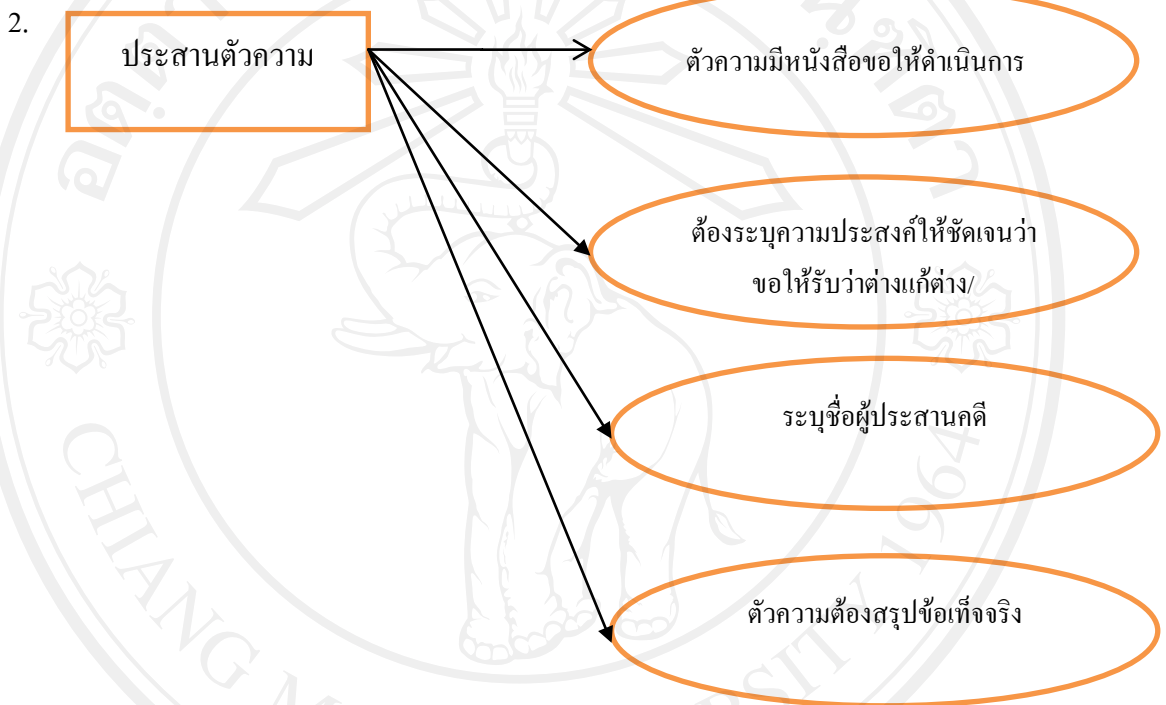 2.
ประสานตัวความ
ตัวความมีหนังสือขอให้ดำเนินการ
ต้องระบุความประสงค์ให้ชัดเจนว่า
ขอให้รับว่าต่างแก้ต่าง/
ระบุชื่อผู้ประสานคดี
ตัวความต้องสรุปข้อเท็จจริง
CHIANG
1964